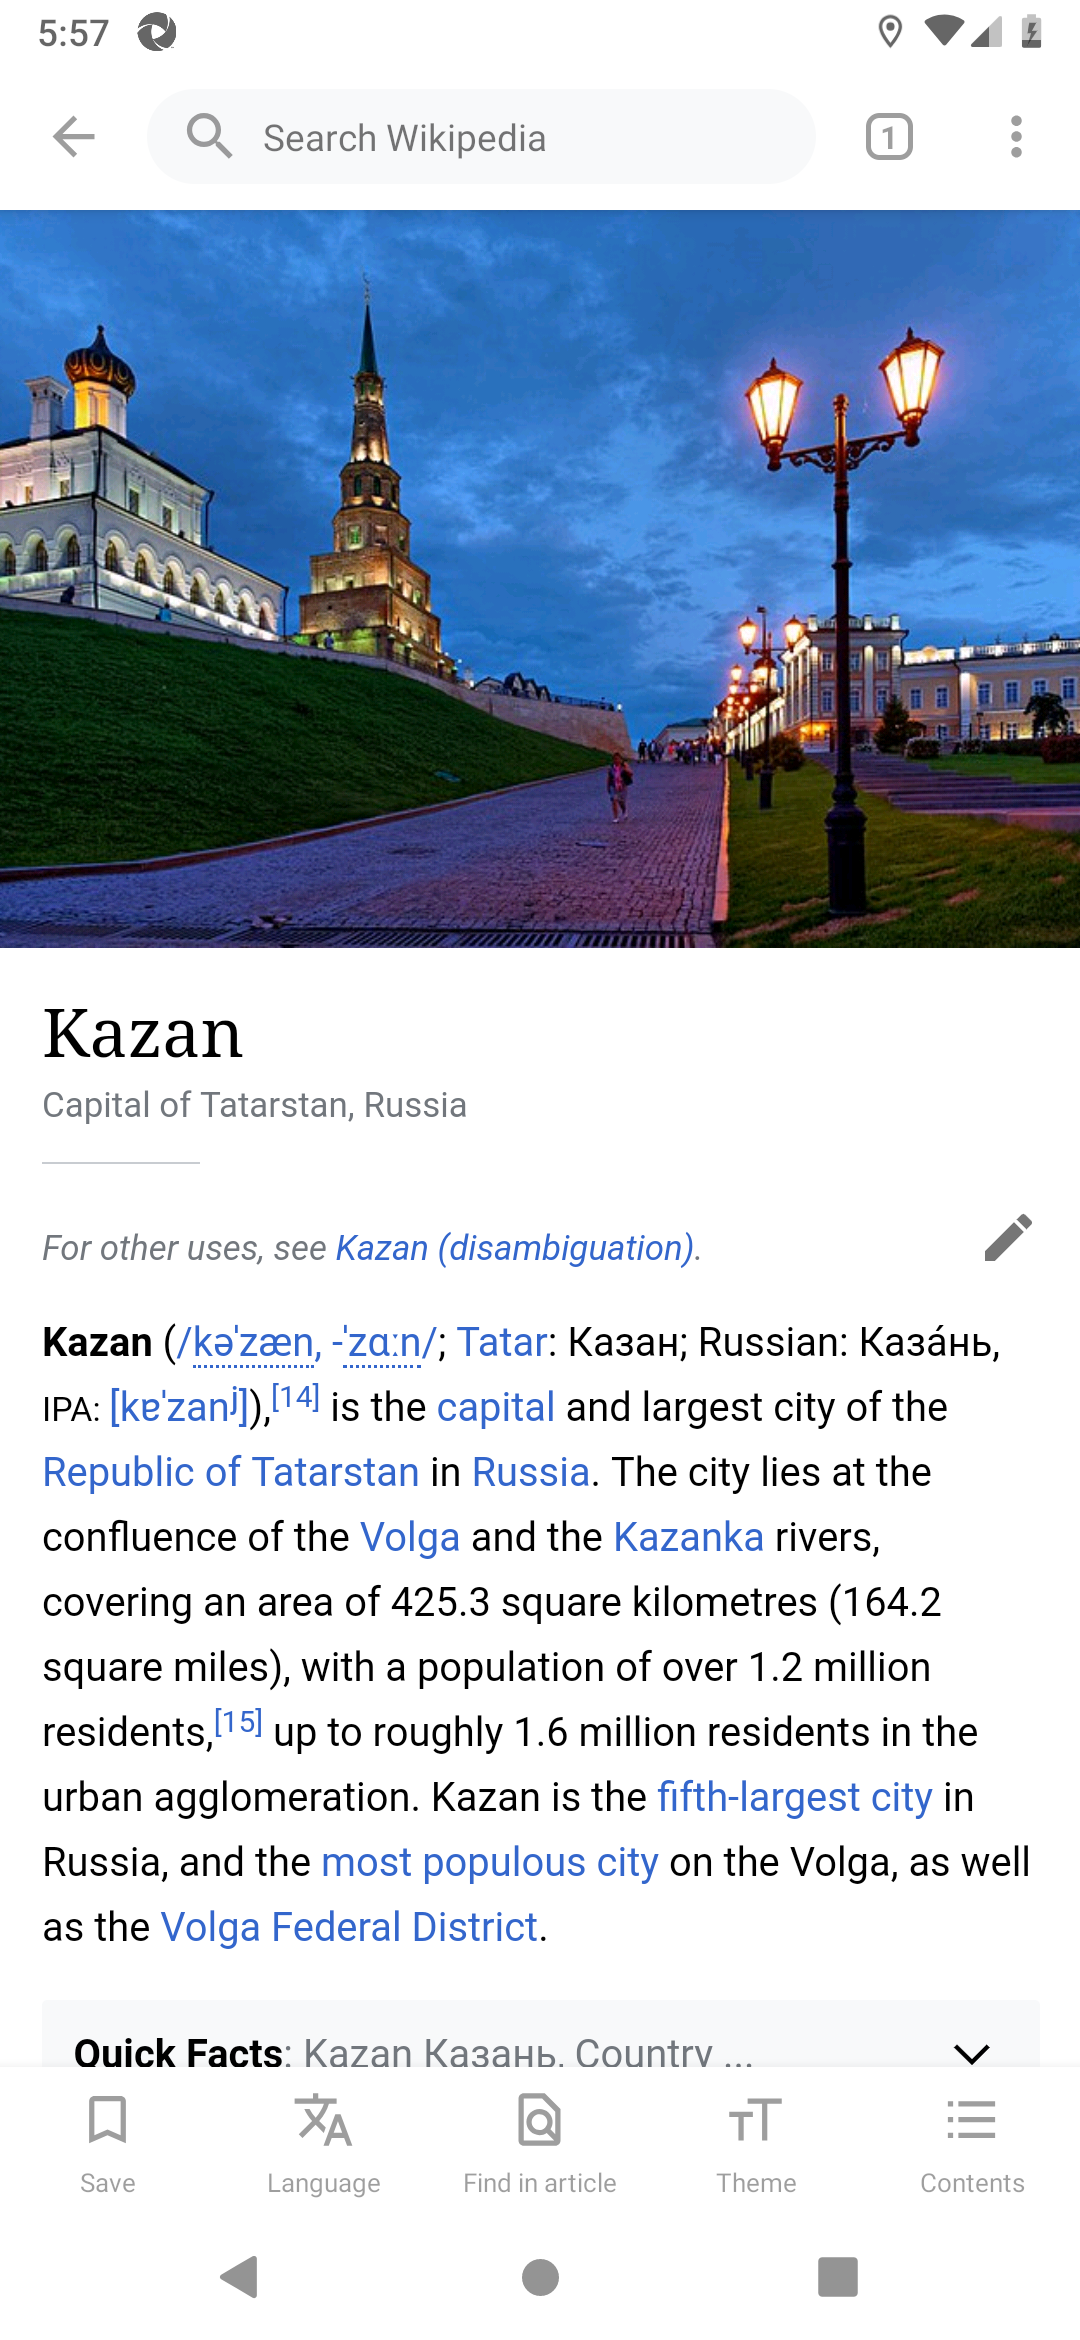 5:57
Search Wikipedia
1
Kazan
Capital of Tatarstan, Russia
For other uses, see Kazan (disambiguation).
Kazan (/kəˈzæn, -ˈzɑːn/; Tatar: Казан; Russian: Каза́нь,
IPA: [kɐˈzanʲ]),[14] is the capital and largest city of the
Republic of Tatarstan in Russia. The city lies at the
confluence of the Volga and the Kazanka rivers,
covering an area of 425.3 square kilometres (164.2
square miles), with a population of over 1.2 million
residents,[15] up to roughly 1.6 million residents in the
urban agglomeration. Kazan is the fifth-largest city in
Russia, and the most populous city on the Volga, as well
as the Volga Federal District.
Quick Facts: Kazan Казань, Country ...
Save
Language
Find in article
Theme
Contents